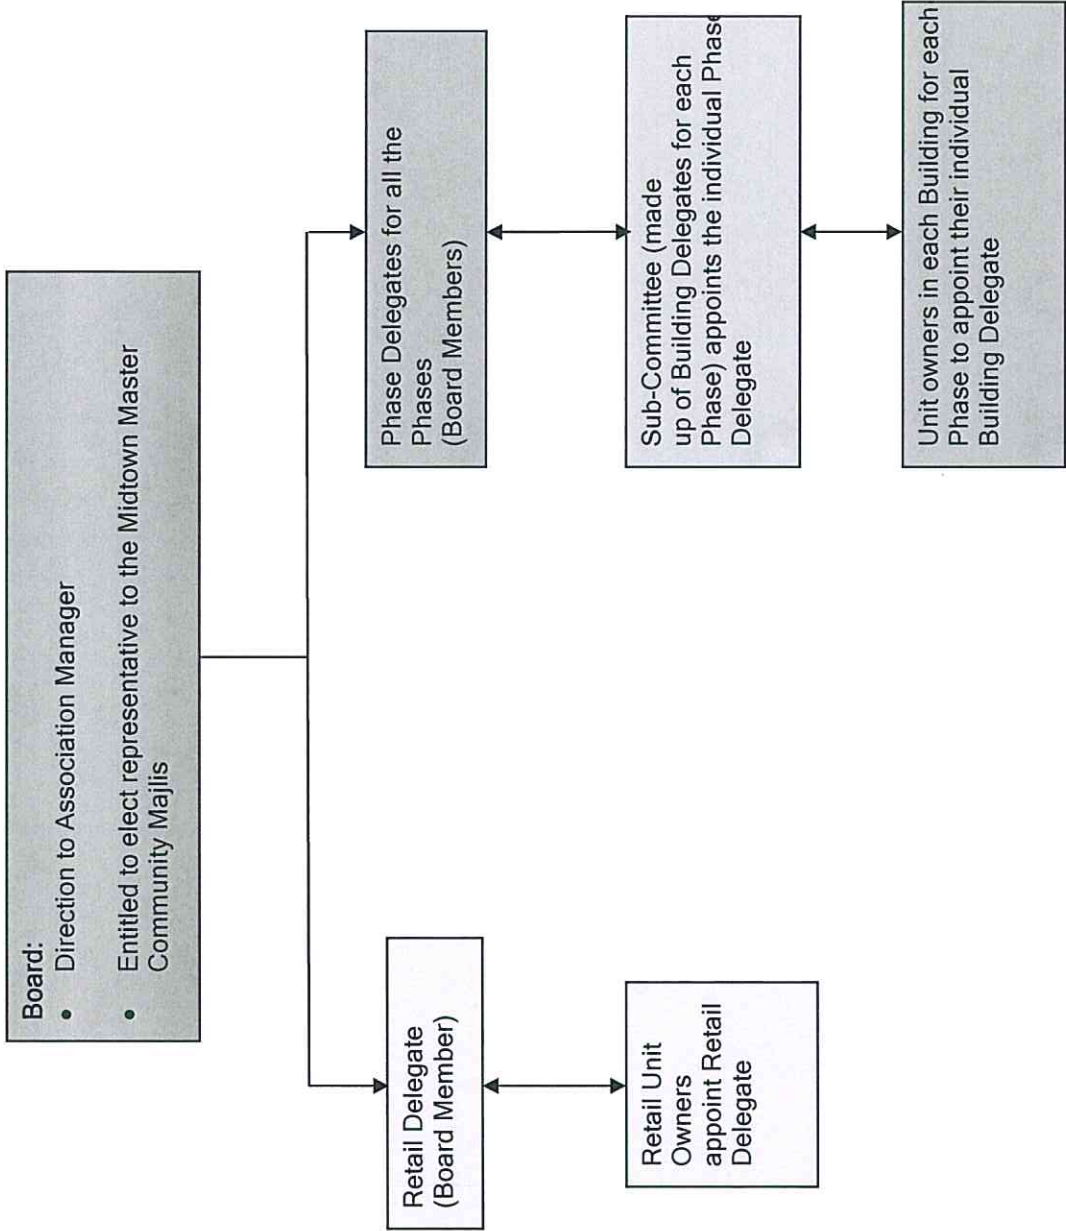 Board:
• Direction to Association Manager
• Entitled to elect representative to the Midtown Master
Community Majlis
Retail Delegate
(Board Member)
Retail Unit
Owners
appoint Retail
Delegate
Phase Delegates for all the
Phases
(Board Members)
Sub-Committee (made
up of Building Delegates for each
Phase) appoints the individual Phase
Delegate
Unit owners in each Building for each
Phase to appoint their individual
Building Delegate